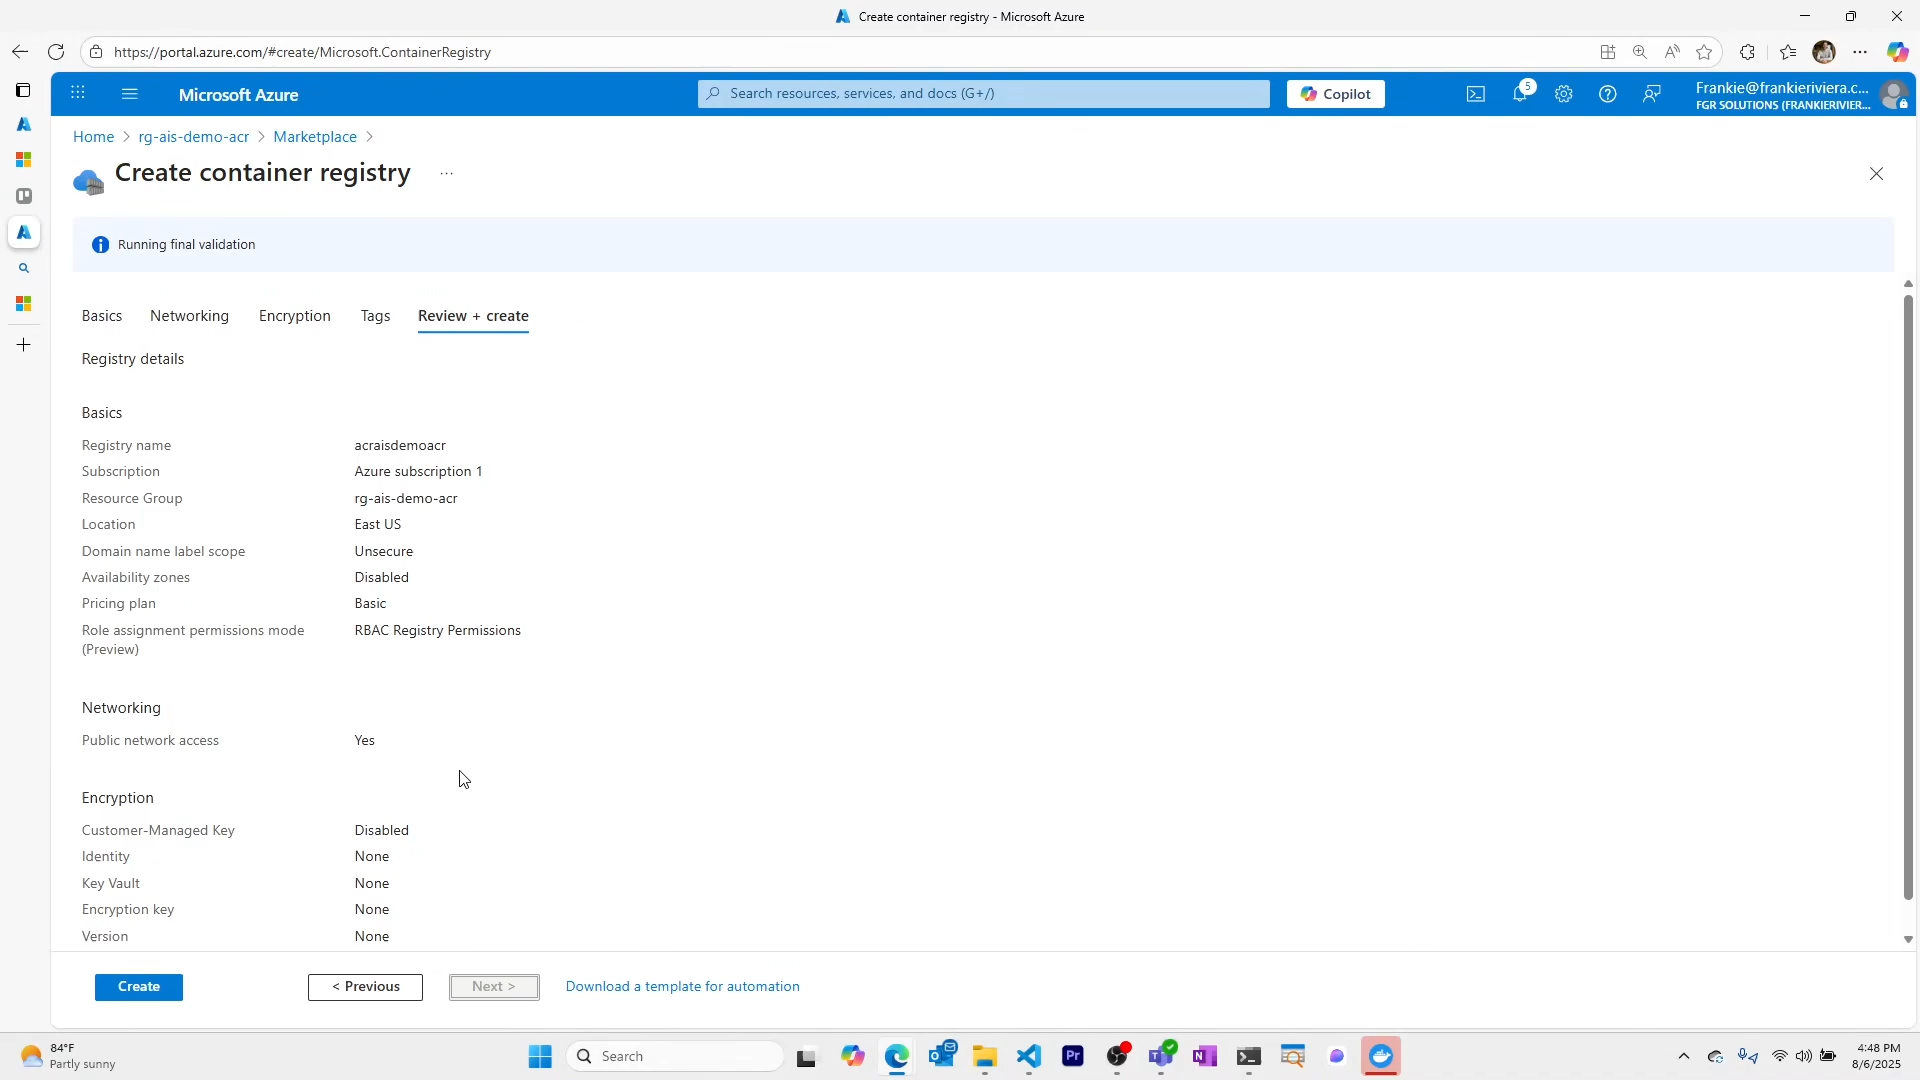 Create container registry - Microsoft Azure
https://portal.azure.com/#create/Microsoft.ContainerRegistry
Microsoft Azure
Search resources, services, and docs (G+/)
Copilot
5
Frankie@frankieriviera.c...
FGR SOLUTIONS (FRANKIERIVIER...
Home > rg-ais-demo-acr > Marketplace >
Create container registry ...
Running final validation
Basics Networking Encryption Tags Review + create
Registry details
Basics
Registry name acraisdemoacr
Subscription Azure subscription 1
Resource Group rg-ais-demo-acr
Location East US
Domain name label scope Unsecure
Availability zones Disabled
Pricing plan Basic
Role assignment permissions mode RBAC Registry Permissions
(Preview)
Networking
Public network access Yes
Encryption
Customer-Managed Key Disabled
Identity None
Key Vault None
Encryption key None
Version None
Create < Previous Next > Download a template for automation
84°F
Partly sunny
Search
Pr
4:48 PM
8/6/2025